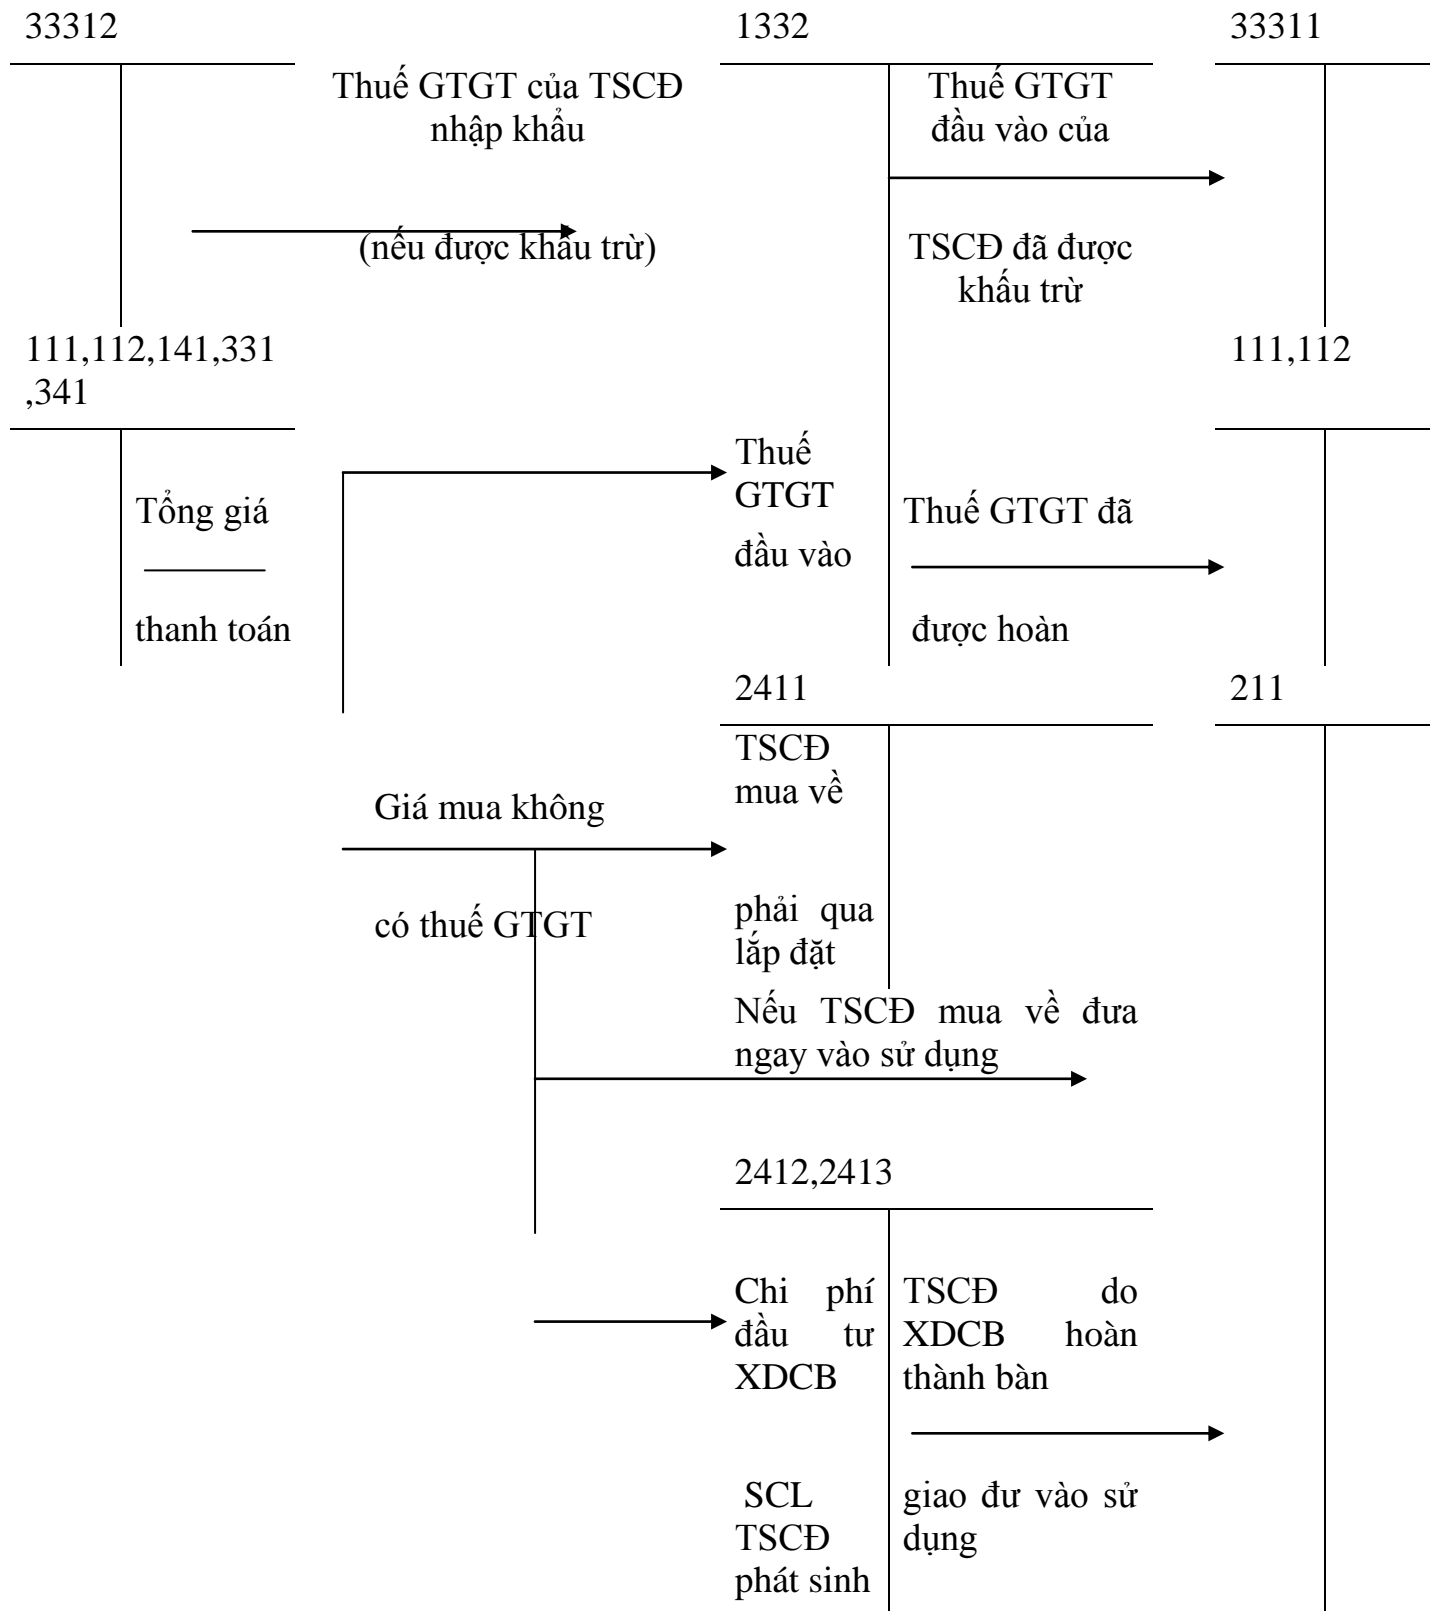 33312
1332
33311
Thuế GTGT của TSCĐ
nhập khẩu
(nếu được khấu trừ)
Thuế GTGT
đầu vào của
TSCĐ đã được
khấu trừ
111,112,141,331
,341
111,112
Tổng giá
thanh toán
Thuế
GTGT
đầu vào
Thuế GTGT đã
được hoàn
2411
211
TSCĐ
mua về
phải qua
lắp đặt
Giá mua không
có thuế GTGT
Nếu TSCĐ mua về đưa
ngay vào sử dụng
2412,2413
Chi phí
đầu tư
XDCB
SCL
TSCĐ
phát sinh
TSCĐ do
XDCB hoàn
thành bàn
giao đư vào sử
dụng